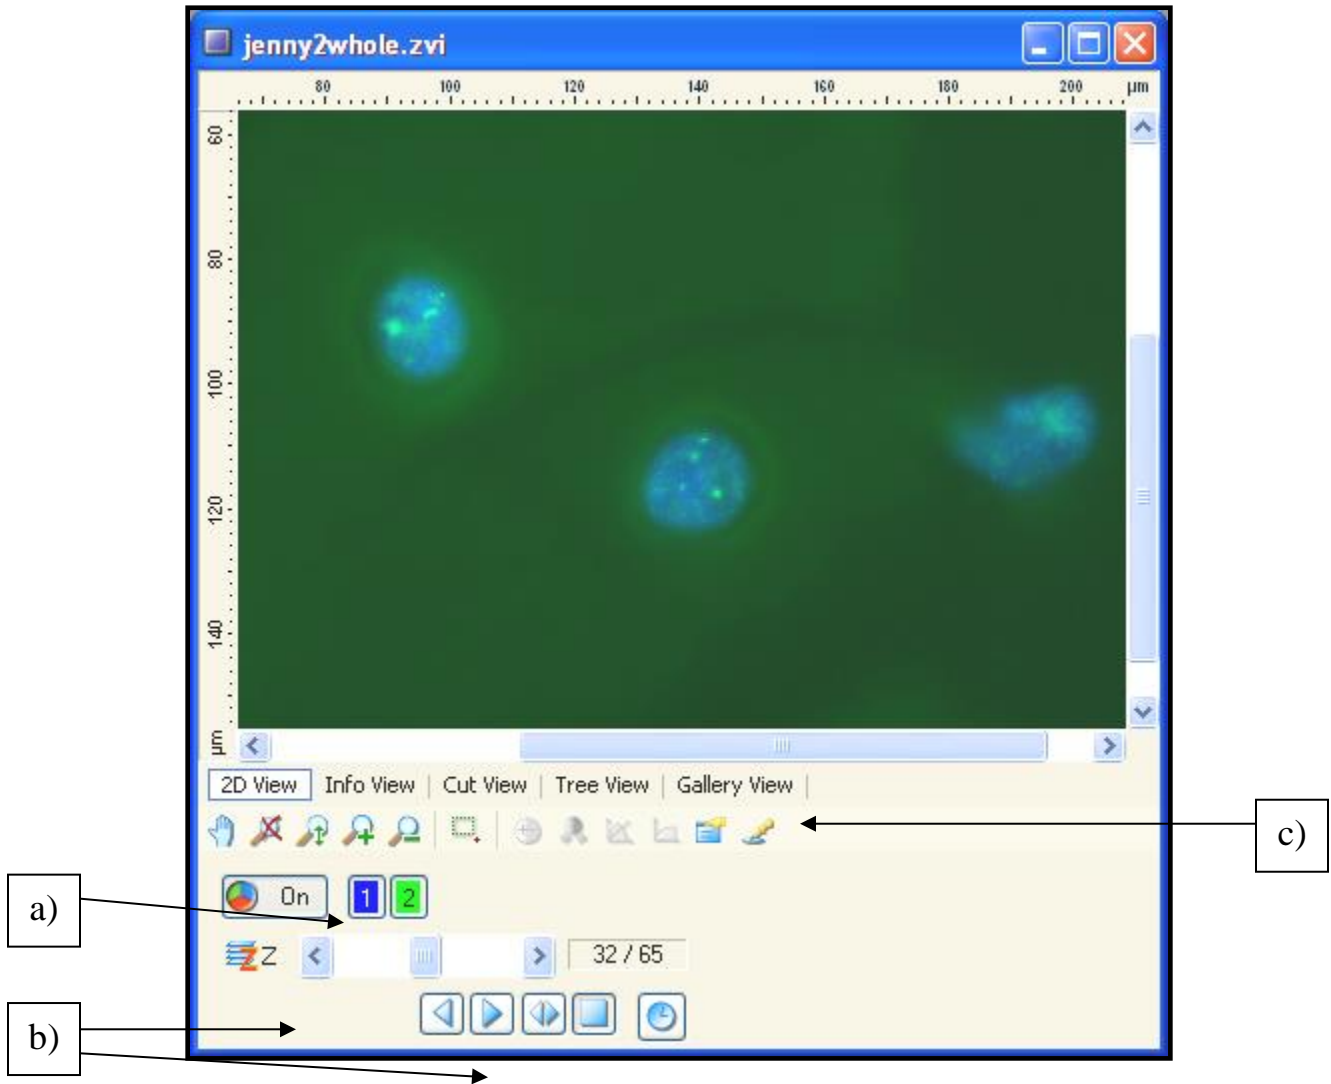 jenny2whole.zvi
80 100 120 140 160 180 200 µm
60
80
100
120
140
µm
2D View Info View Cut View Tree View Gallery View
c)
On 1 2
a)
Z 32 / 65
b)